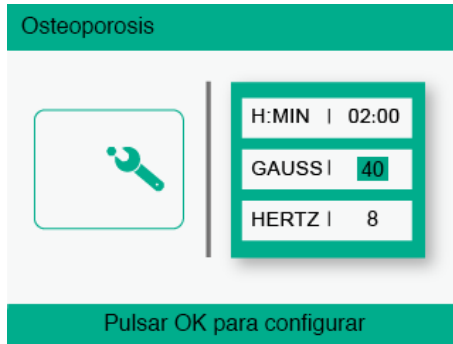 Osteoporosis
H:MIN | 02:00
GAUSS | 40
HERTZ | 8
Pulsar OK para configurar